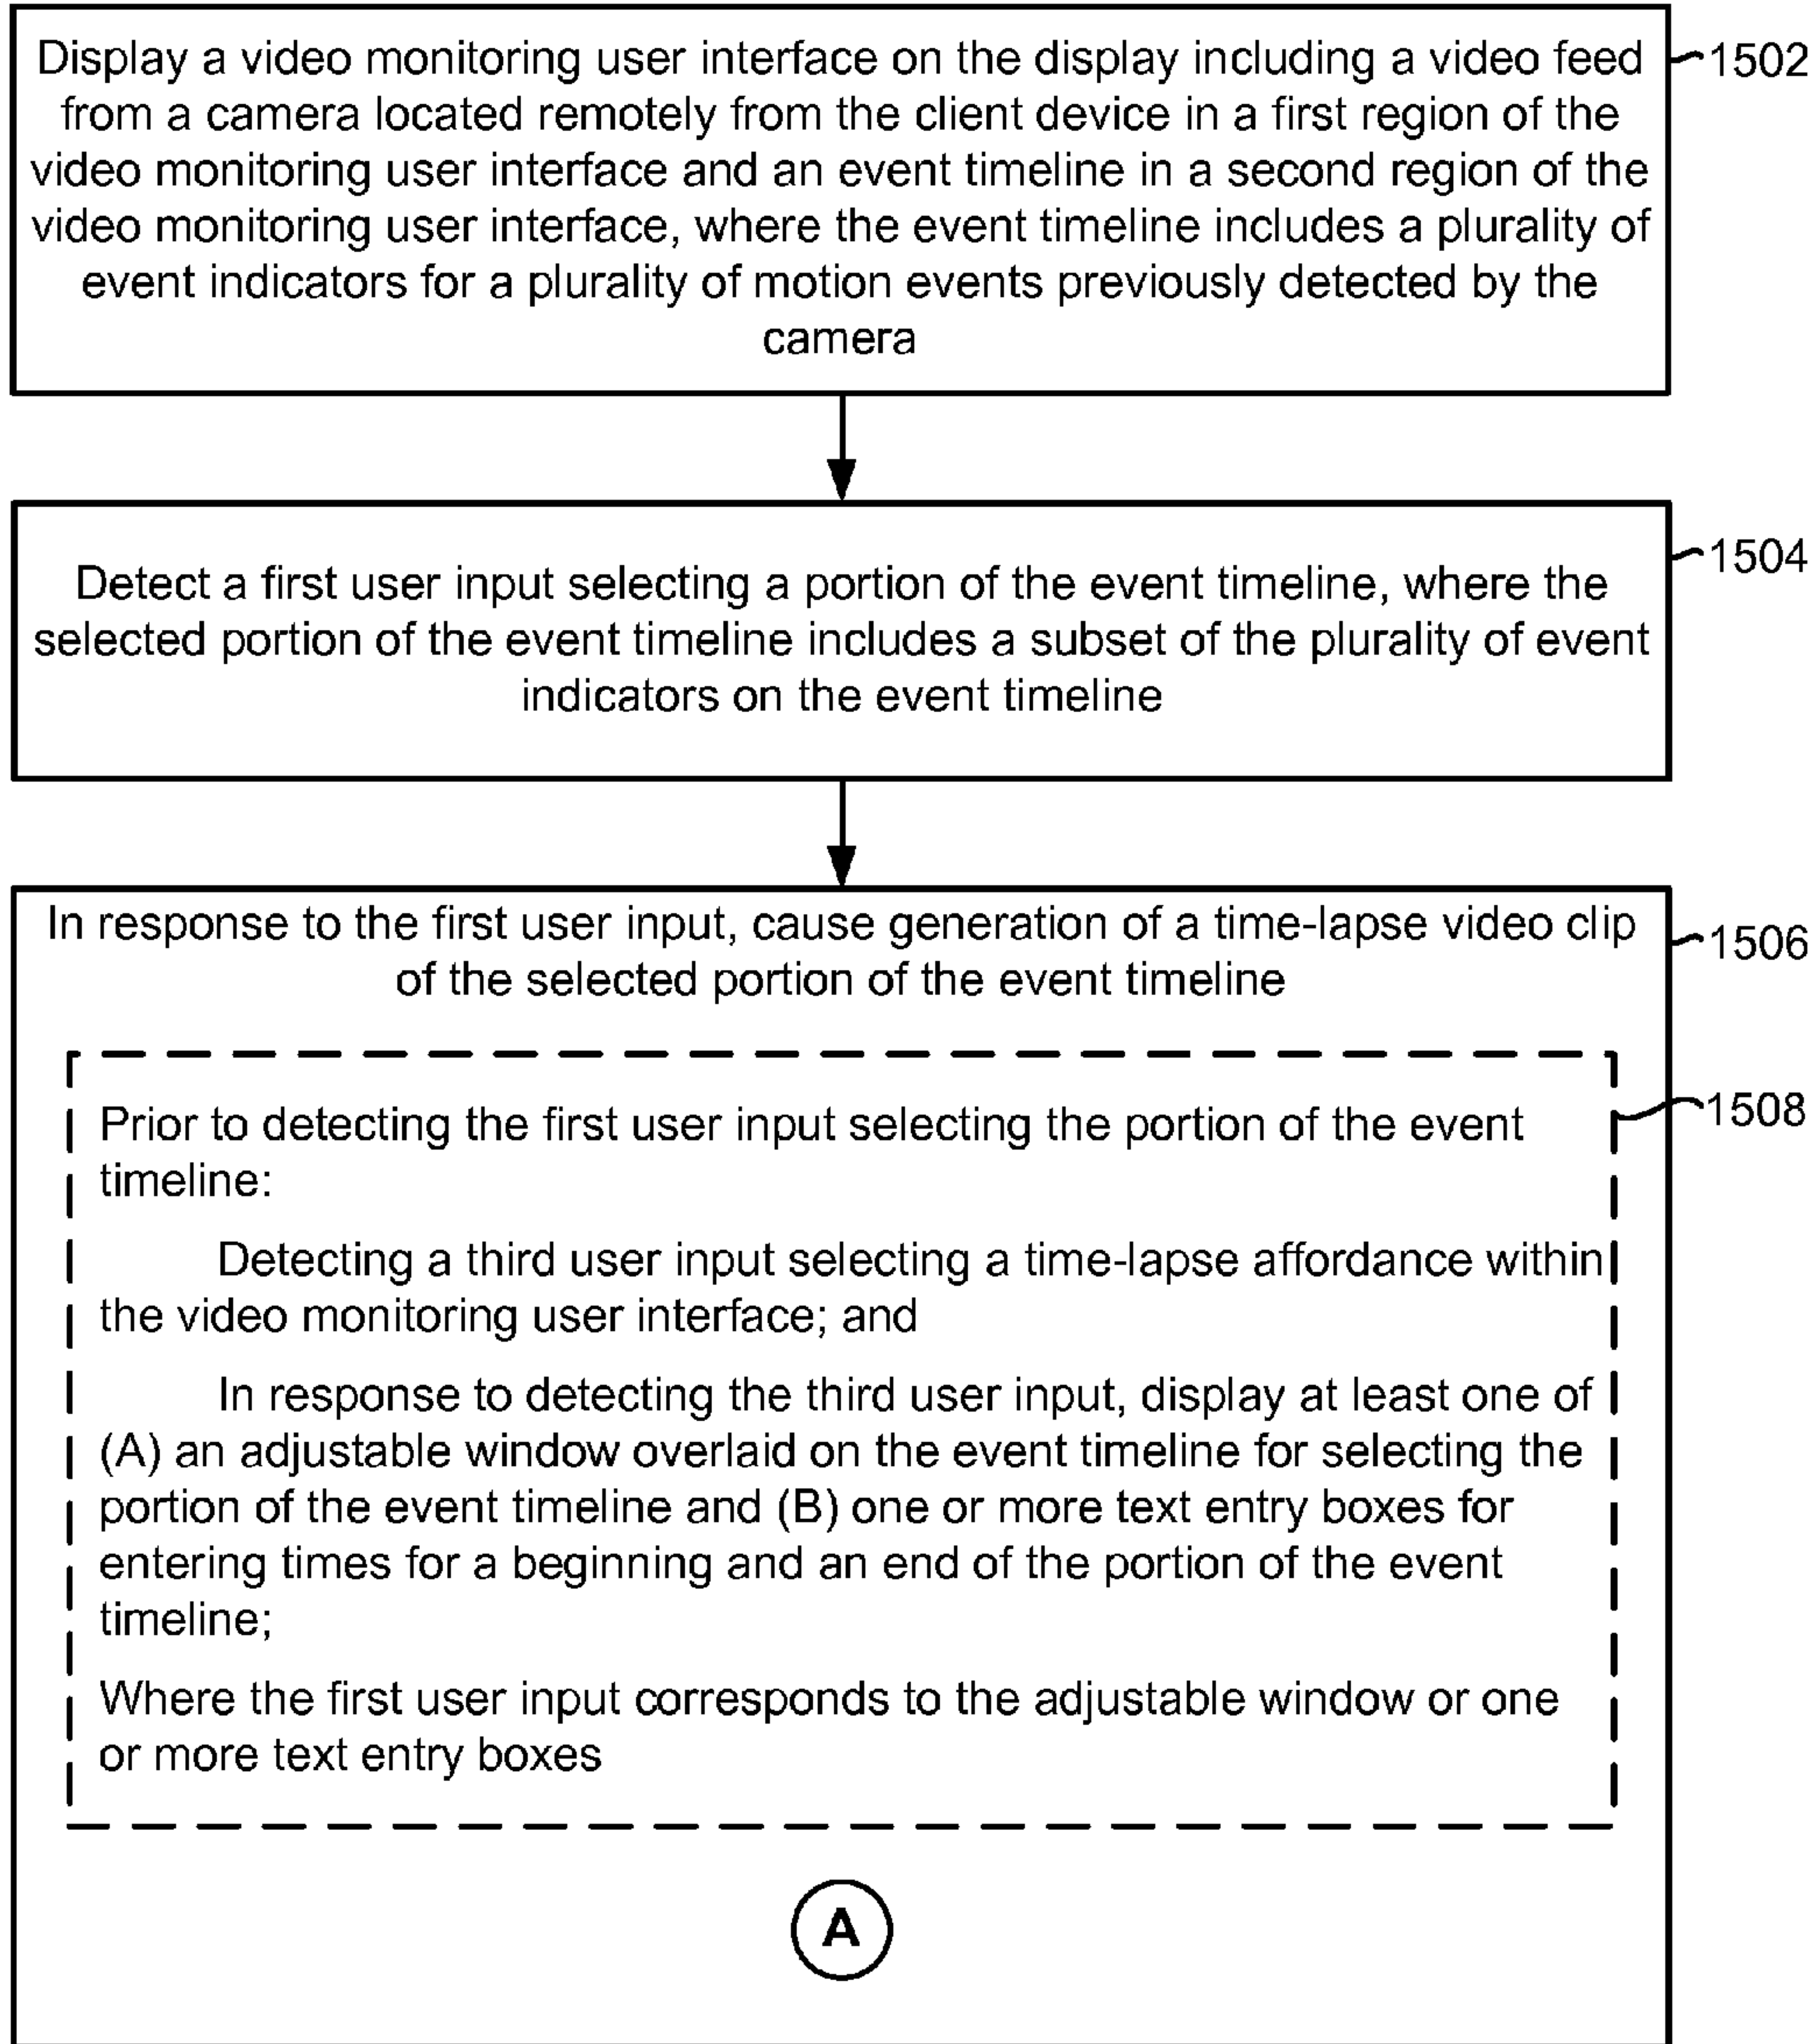 Display a video monitoring user interface on the display including a video feed
from a camera located remotely from the client device in a first region of the
video monitoring user interface and an event timeline in a second region of the
video monitoring user interface, where the event timeline includes a plurality of
event indicators for a plurality of motion events previously detected by the
camera
1502
Detect a first user input selecting a portion of the event timeline, where the
selected portion of the event timeline includes a subset of the plurality of event
indicators on the event timeline
1504
In response to the first user input, cause generation of a time-lapse video clip
of the selected portion of the event timeline
1506
Prior to detecting the first user input selecting the portion of the event
timeline:
1508
Detecting a third user input selecting a time-lapse affordance within
the video monitoring user interface; and
In response to detecting the third user input, display at least one of
(A) an adjustable window overlaid on the event timeline for selecting the
portion of the event timeline and (B) one or more text entry boxes for
entering times for a beginning and an end of the portion of the event
timeline;
Where the first user input corresponds to the adjustable window or one
or more text entry boxes
A